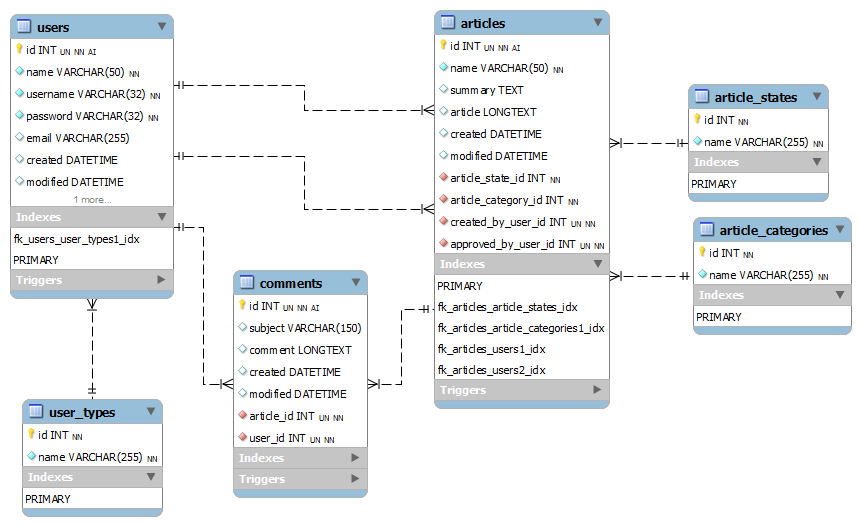 users
id INT UN NN AI
name VARCHAR(50) NN
username VARCHAR(32) NN
password VARCHAR(32) NN
email VARCHAR(255)
created DATETIME
modified DATETIME
1 more...
Indexes
fk_users_user_types1_idx
PRIMARY
Triggers
user_types
id INT NN
name VARCHAR(255) NN
Indexes
PRIMARY
comments
id INT UN NN AI
subject VARCHAR(150)
comment LONGTEXT
created DATETIME
modified DATETIME
article_id INT UN NN
user_id INT UN NN
Indexes
Triggers
articles
id INT UN NN AI
name VARCHAR(50) NN
summary TEXT
article LONGTEXT
created DATETIME
modified DATETIME
article_state_id INT NN
article_category_id INT NN
created_by_user_id INT UN NN
approved_by_user_id INT UN NN
Indexes
PRIMARY
fk_articles_article_states_idx
fk_articles_article_categories1_idx
fk_articles_users1_idx
fk_articles_users2_idx
Triggers
article_states
id INT NN
name VARCHAR(255) NN
Indexes
PRIMARY
article_categories
id INT NN
name VARCHAR(255) NN
Indexes
PRIMARY